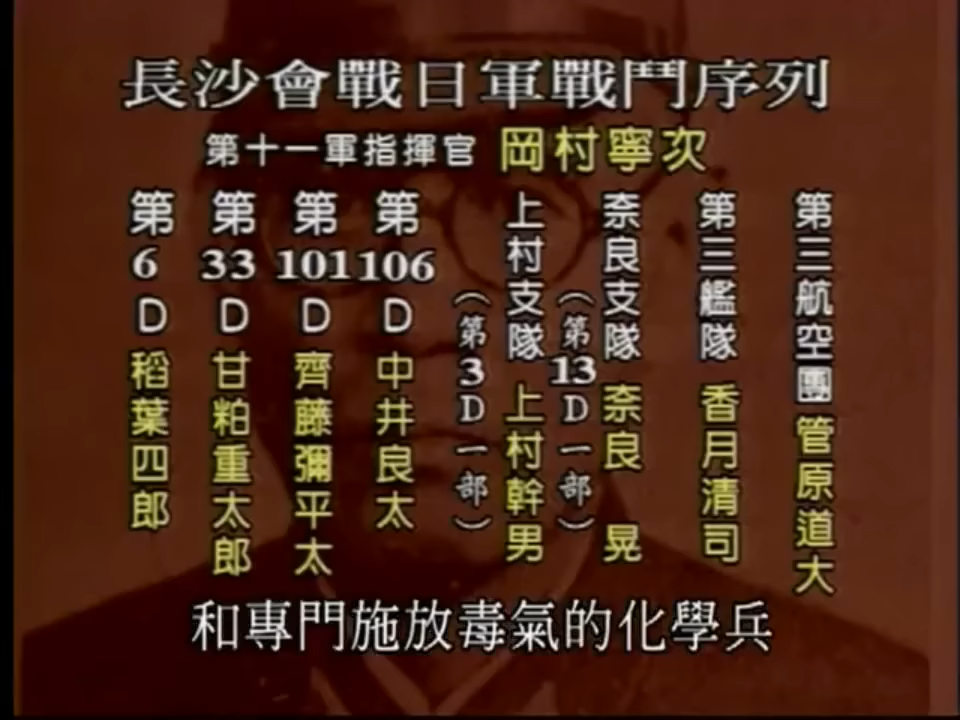 長沙會戰日軍戰鬥序列
第十一軍指揮官 岡村寧次
第三航空團 管原道大
第三艦隊 香月清司
奈良支隊 奈良 晃
（第13D一部）
上村支隊 上村幹男
（第3D一部）
第106D 中井良太
第101D 齊藤彌平太
第33D 甘粕重太郎
第6D 稻葉四郎
和專門施放毒氣的化學兵